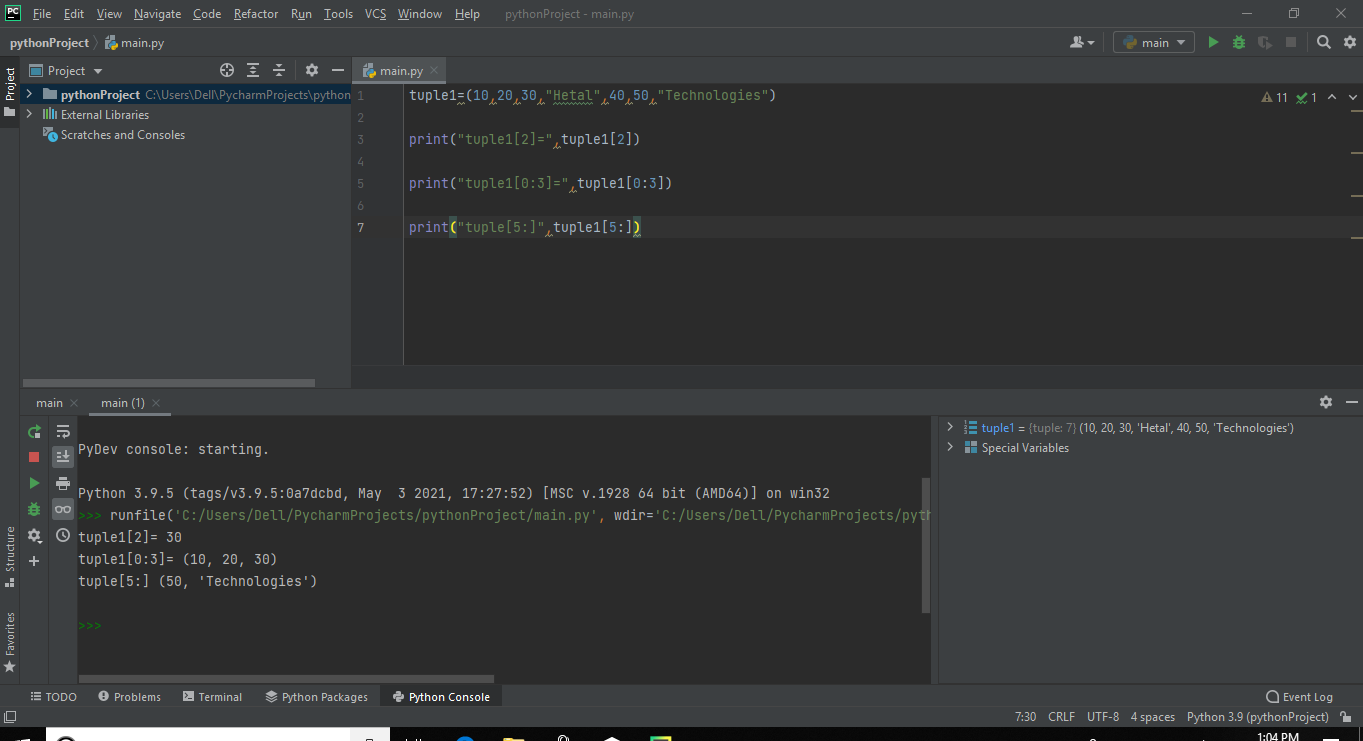 PC File Edit View Navigate Code Refactor Run Tools VCS Window Help pythonProject - main.py
pythonProject main.py main
Project Project main.py
pythonProject C:\Users\Dell\PycharmProjects\python
External Libraries
Scratches and Consoles
1 tuple1=(10,20,30,"Hetal",40,50,"Technologies") 11 1
2
3 print("tuple1[2]=",tuple1[2])
4
5 print("tuple1[0:3]=",tuple1[0:3])
6
7 print("tuple[5:]",tuple1[5:])
main main (1)
PyDev console: starting.
Python 3.9.5 (tags/v3.9.5:0a7dcbd, May  3 2021, 17:27:52) [MSC v.1928 64 bit (AMD64)] on win32
>>> runfile('C:/Users/Dell/PycharmProjects/pythonProject/main.py', wdir='C:/Users/Dell/PycharmProjects/pyth
tuple1[2]= 30
tuple1[0:3]= (10, 20, 30)
tuple[5:] (50, 'Technologies')
>>>
tuple1 = {tuple: 7} (10, 20, 30, 'Hetal', 40, 50, 'Technologies')
Special Variables
Structure
Favorites
TODO Problems Terminal Python Packages Python Console Event Log
7:30 CRLF UTF-8 4 spaces Python 3.9 (pythonProject)
1:04 PM